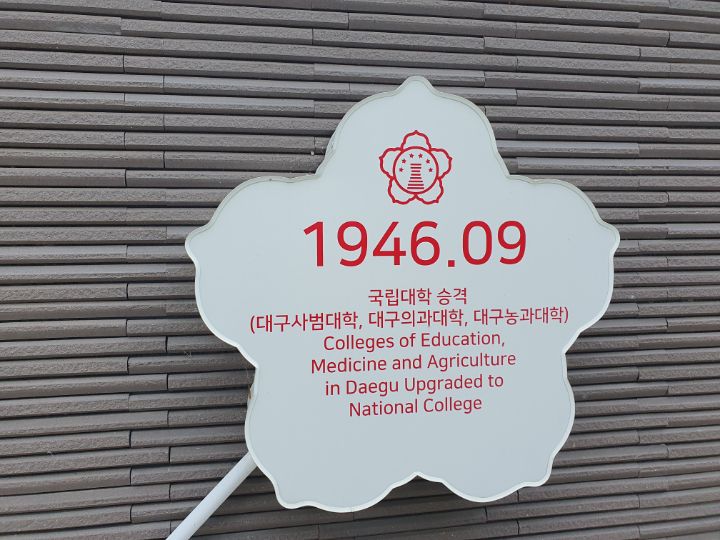 1946.09
국립대학 승격
(대구사범대학, 대구의과대학, 대구농과대학)
Colleges of Education,
Medicine and Agriculture
in Daegu Upgraded to
National College